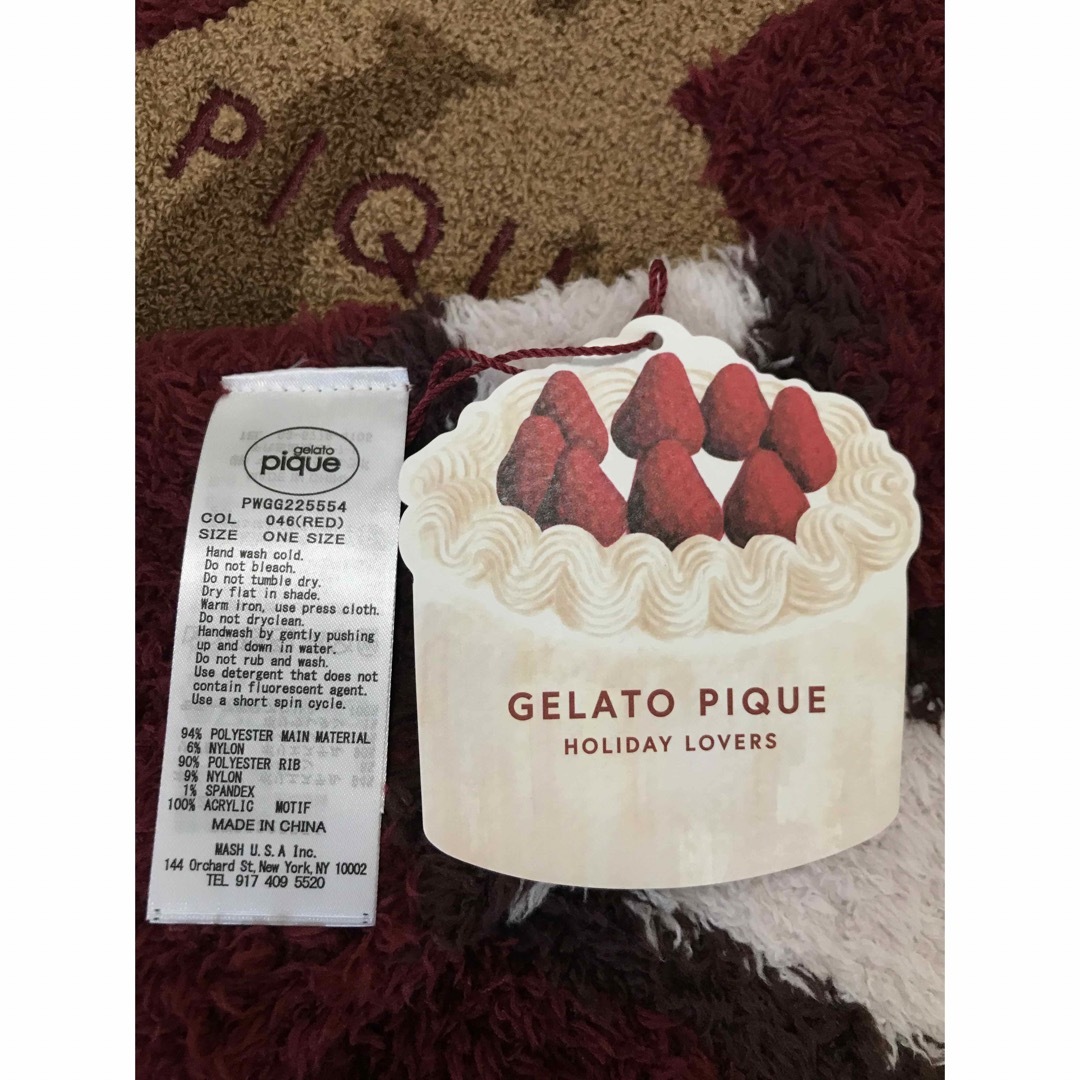 PIQU
gelato
pique
PWGG225554
COL 046(RED)
SIZE ONE SIZE
Hand wash cold.
Do not bleach.
Do not tumble dry.
Dry flat in shade.
Warm iron, use press cloth.
Do not dryclean.
Handwash by gently pushing
up and down in water.
Do not rub and wash.
Use detergent that does not
contain fluorescent agent.
Use a short spin cycle.
94% POLYESTER MAIN MATERIAL
6% NYLON
90% POLYESTER RIB
9% NYLON
1% SPANDEX
100% ACRYLIC MOTIF
MADE IN CHINA
MASH U.S.A Inc.
144 Orchard St, New York, NY 10002
TEL 917 409 5520
GELATO PIQUE
HOLIDAY LOVERS